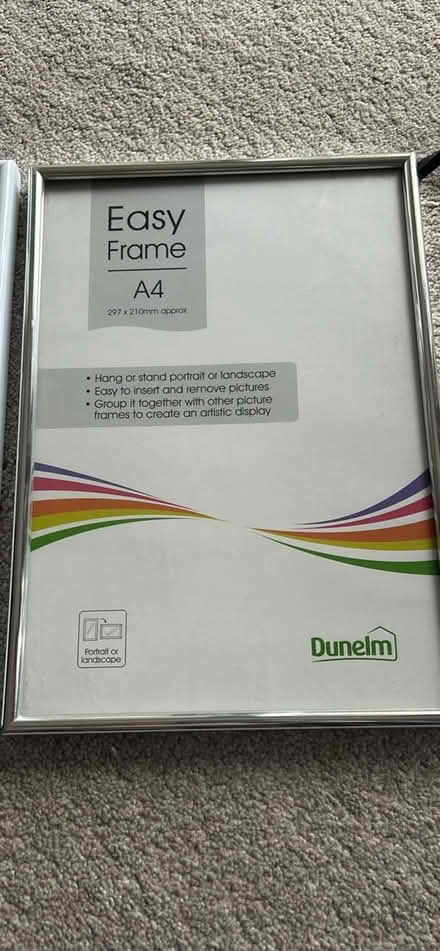 Easy
Frame
A4
297 x 210mm approx
• Hang or stand portrait or landscape
• Easy to insert and remove pictures
• Group it together with other picture
frames to create an artistic display
Portrait or
landscape
Dunelm